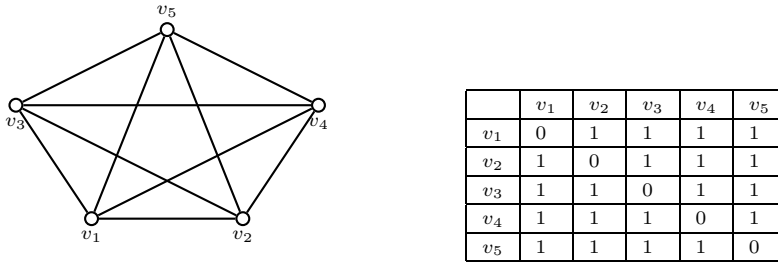 v₅
v₃
v₄
v₁
v₂
v₁ v₂ v₃ v₄ v₅
v₁ 0 1 1 1 1
v₂ 1 0 1 1 1
v₃ 1 1 0 1 1
v₄ 1 1 1 0 1
v₅ 1 1 1 1 0